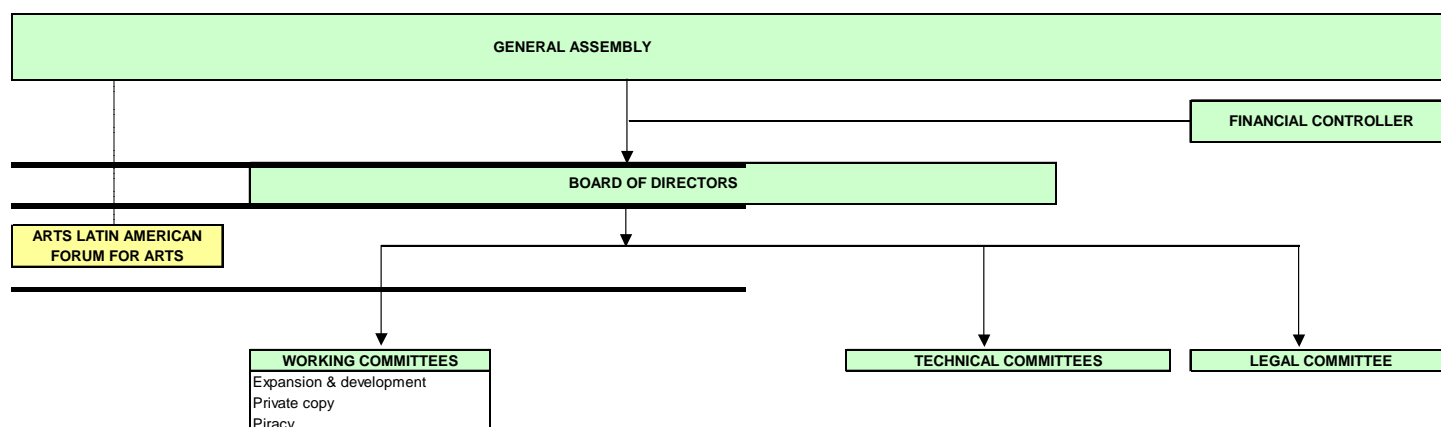 GENERAL ASSEMBLY
FINANCIAL CONTROLLER
BOARD OF DIRECTORS
ARTS LATIN AMERICAN
FORUM FOR ARTS
WORKING COMMITTEES
TECHNICAL COMMITTEES
LEGAL COMMITTEE
Expansion & development
Private copy
Piracy